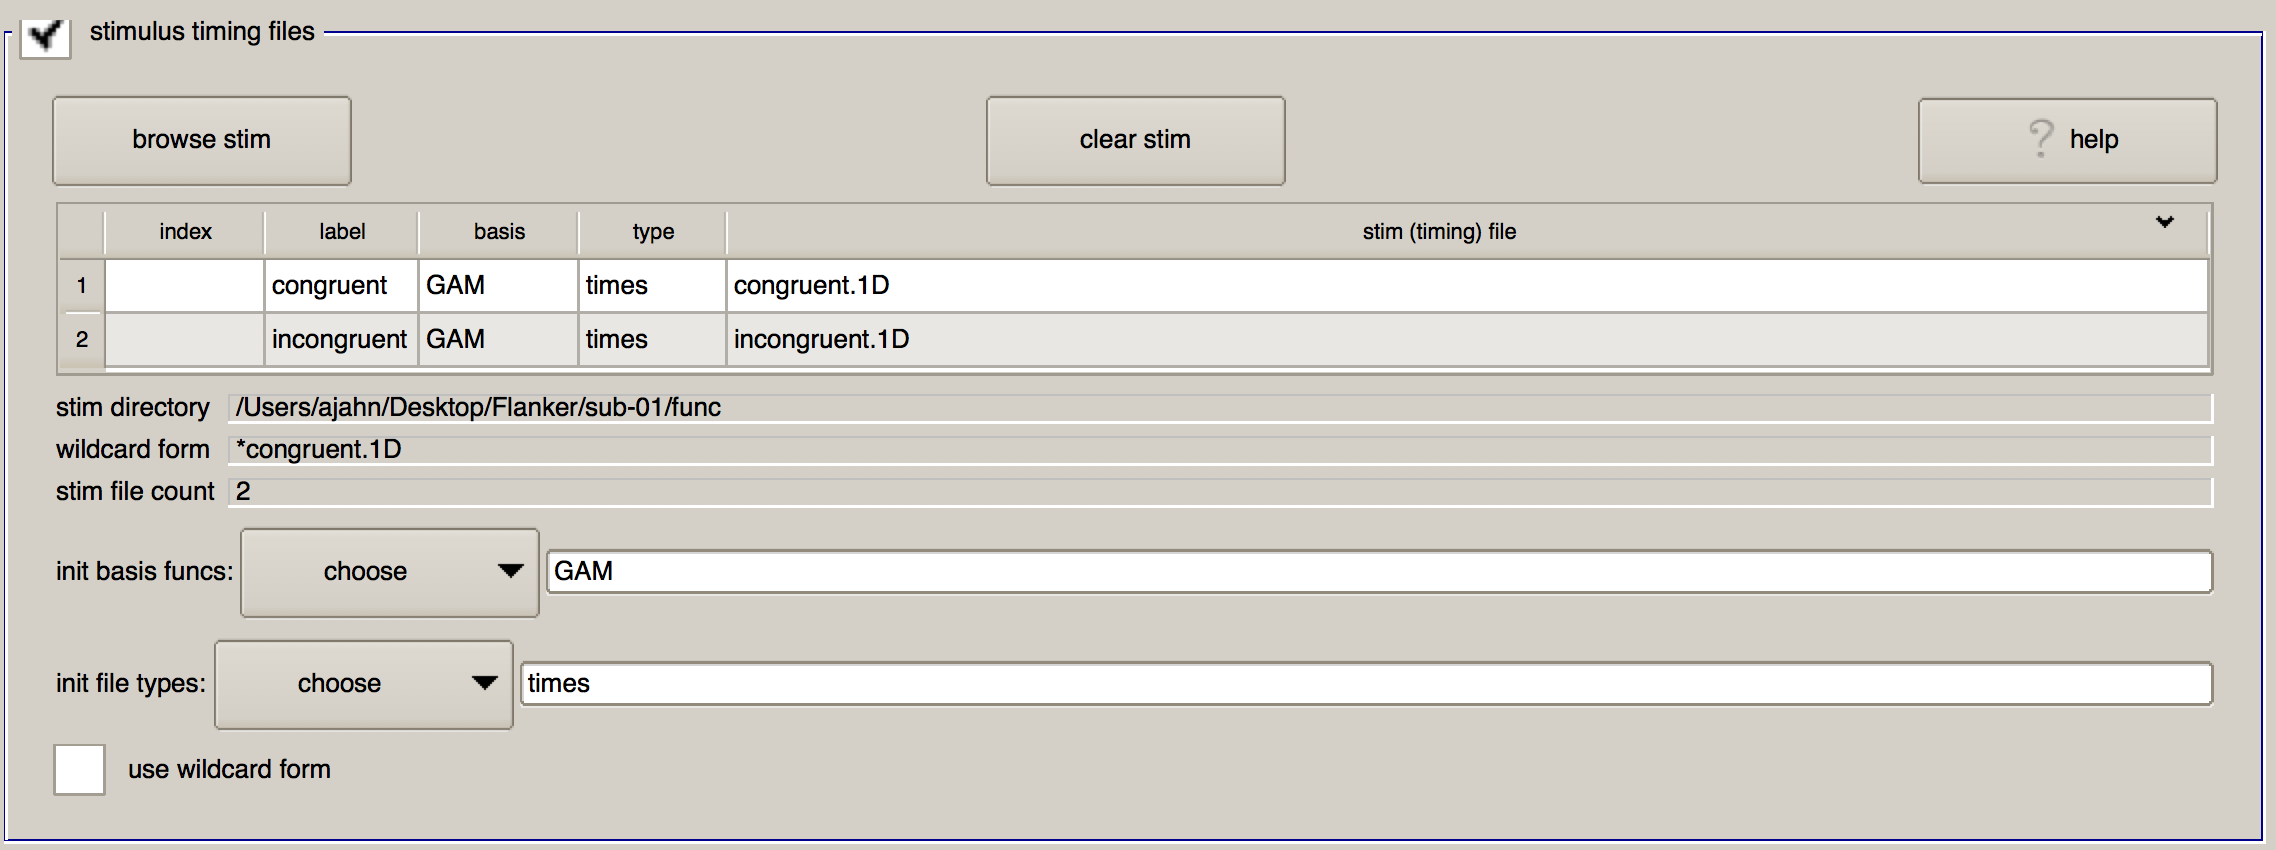 stimulus timing files
browse stim clear stim ? help
index label basis type stim (timing) file
1 congruent GAM times congruent.1D
2 incongruent GAM times incongruent.1D
stim directory /Users/ajahn/Desktop/Flanker/sub-01/func
wildcard form *congruent.1D
stim file count 2
init basis funcs: choose GAM
init file types: choose times
use wildcard form